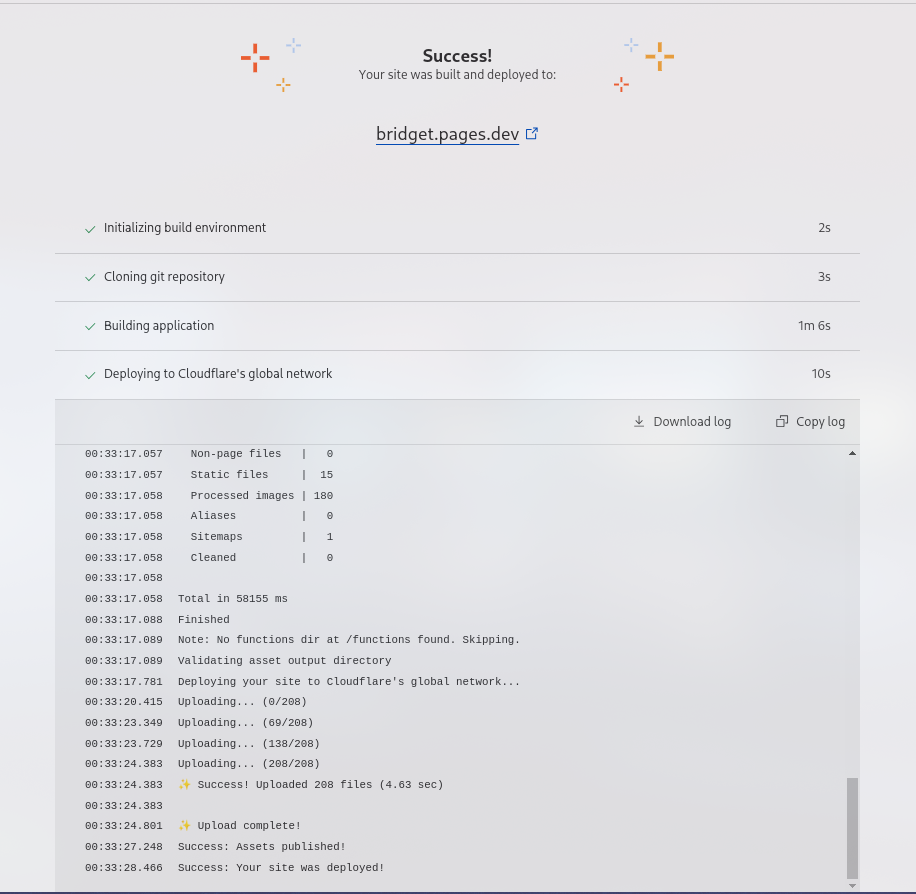 Success!
Your site was built and deployed to:
bridget.pages.dev
Initializing build environment 2s
Cloning git repository 3s
Building application 1m 6s
Deploying to Cloudflare's global network 10s
Download log Copy log
00:33:17.057 Non-page files | 0
00:33:17.057 Static files | 15
00:33:17.058 Processed images | 180
00:33:17.058 Aliases | 0
00:33:17.058 Sitemaps | 1
00:33:17.058 Cleaned | 0
00:33:17.058
00:33:17.058 Total in 58155 ms
00:33:17.088 Finished
00:33:17.089 Note: No functions dir at /functions found. Skipping.
00:33:17.089 Validating asset output directory
00:33:17.781 Deploying your site to Cloudflare's global network...
00:33:20.415 Uploading... (0/208)
00:33:23.349 Uploading... (69/208)
00:33:23.729 Uploading... (138/208)
00:33:24.383 Uploading... (208/208)
00:33:24.383 ✨ Success! Uploaded 208 files (4.63 sec)
00:33:24.383
00:33:24.801 ✨ Upload complete!
00:33:27.248 Success: Assets published!
00:33:28.466 Success: Your site was deployed!